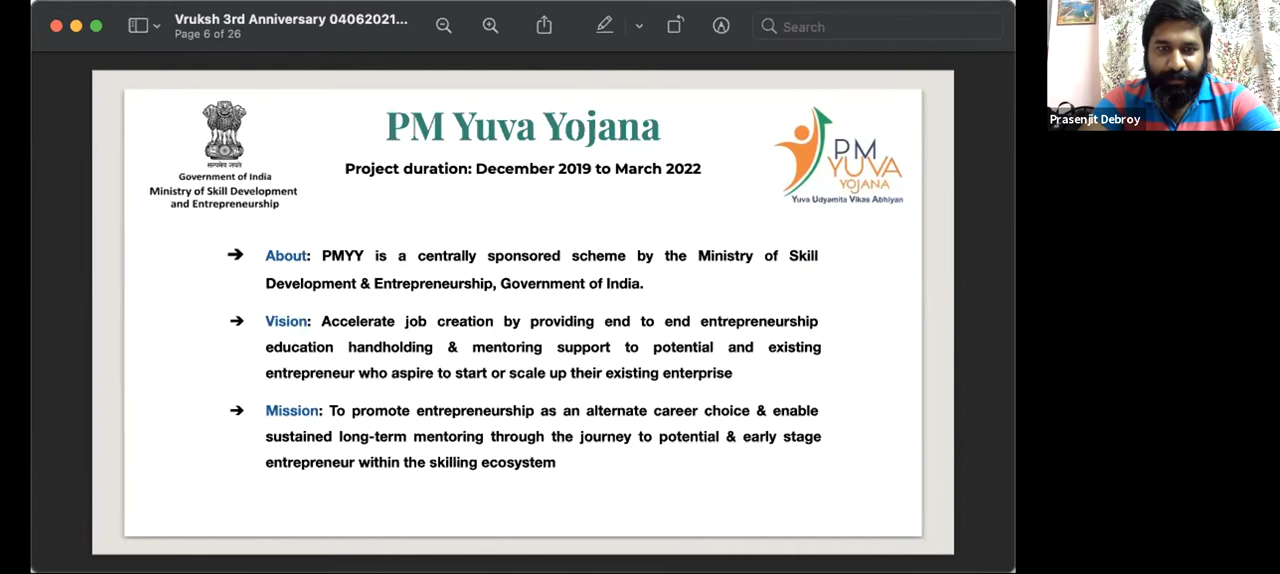 Vruksh 3rd Anniversary 04062021...
Page 6 of 26
Search
Prasenjit Debroy
सत्यमेव जयते
Government of India
Ministry of Skill Development
and Entrepreneurship
PM Yuva Yojana
Project duration: December 2019 to March 2022
PM
YUVA
YOJANA
Yuva Udyamita Vikas Abhiyan
➔ About: PMYY is a centrally sponsored scheme by the Ministry of Skill
Development & Entrepreneurship, Government of India.
➔ Vision: Accelerate job creation by providing end to end entrepreneurship
education handholding & mentoring support to potential and existing
entrepreneur who aspire to start or scale up their existing enterprise
➔ Mission: To promote entrepreneurship as an alternate career choice & enable
sustained long-term mentoring through the journey to potential & early stage
entrepreneur within the skilling ecosystem